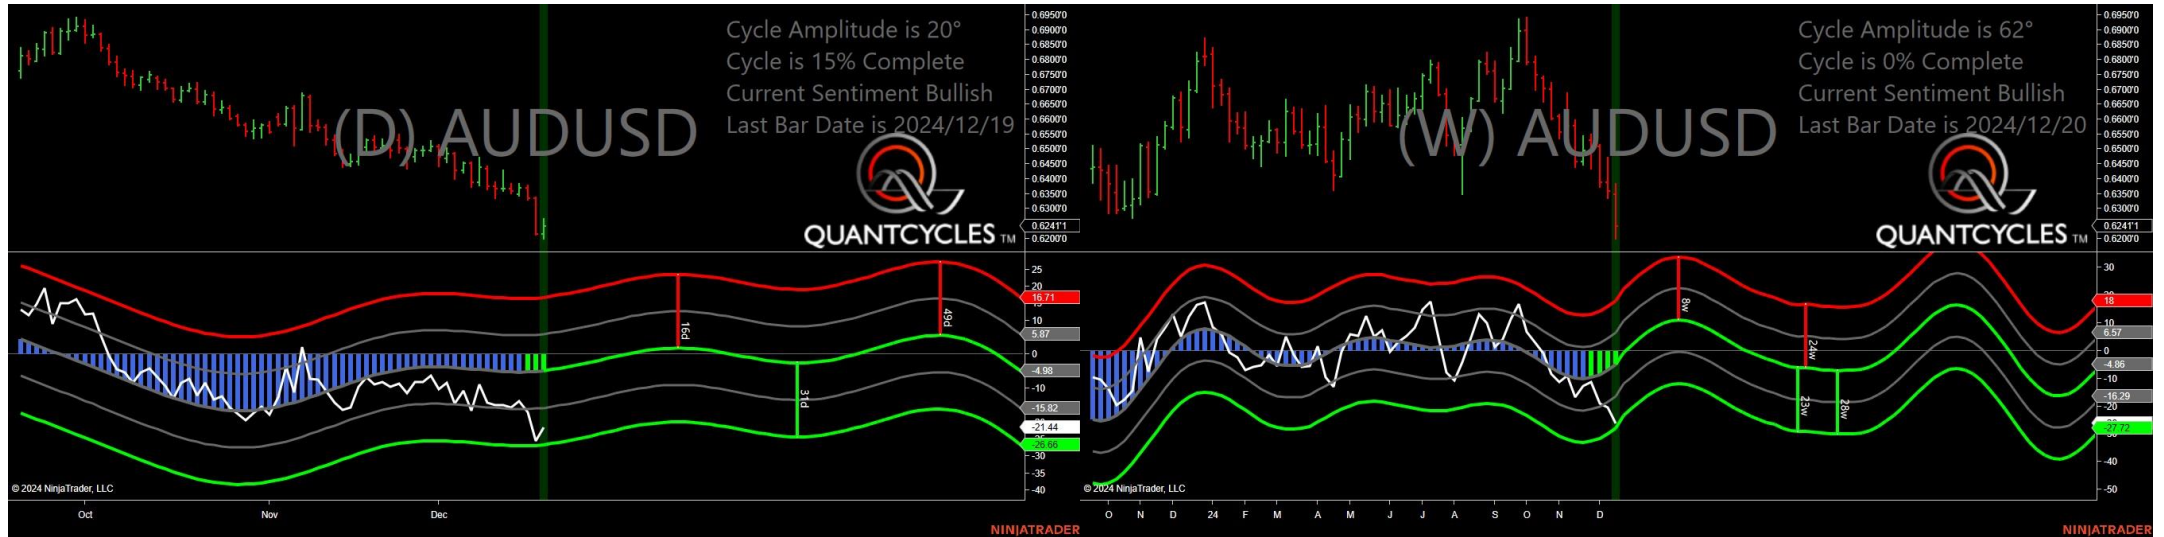 Cycle Amplitude is 20°
Cycle is 15% Complete
Current Sentiment Bullish
Last Bar Date is 2024/12/19
(D) AUDUSD
QUANTCYCLES TM
0.6950'0
0.6900'0
0.6850'0
0.6800'0
0.6750'0
0.6700'0
0.6650'0
0.6600'0
0.6550'0
0.6500'0
0.6450'0
0.6400'0
0.6350'0
0.6300'0
0.6241'1
0.6200'0
16d
31d
49d
25
20
16.71
10
5.87
0
-4.98
-10
-15.82
-21.44
-26.66
-30
-35
-40
© 2024 NinjaTrader, LLC
Oct Nov Dec
NINJATRADER
Cycle Amplitude is 62°
Cycle is 0% Complete
Current Sentiment Bullish
Last Bar Date is 2024/12/20
(W) AUDUSD
QUANTCYCLES TM
0.6950'0
0.6900'0
0.6850'0
0.6800'0
0.6750'0
0.6700'0
0.6650'0
0.6600'0
0.6550'0
0.6500'0
0.6450'0
0.6400'0
0.6350'0
0.6300'0
0.6241'1
0.6200'0
8w
24w
23w
28w
30
18
10
6.57
0
-4.86
-10
-16.29
-20
-27.72
-40
-50
© 2024 NinjaTrader, LLC
O N D 24 F M A M J J A S O N D
NINJATRADER